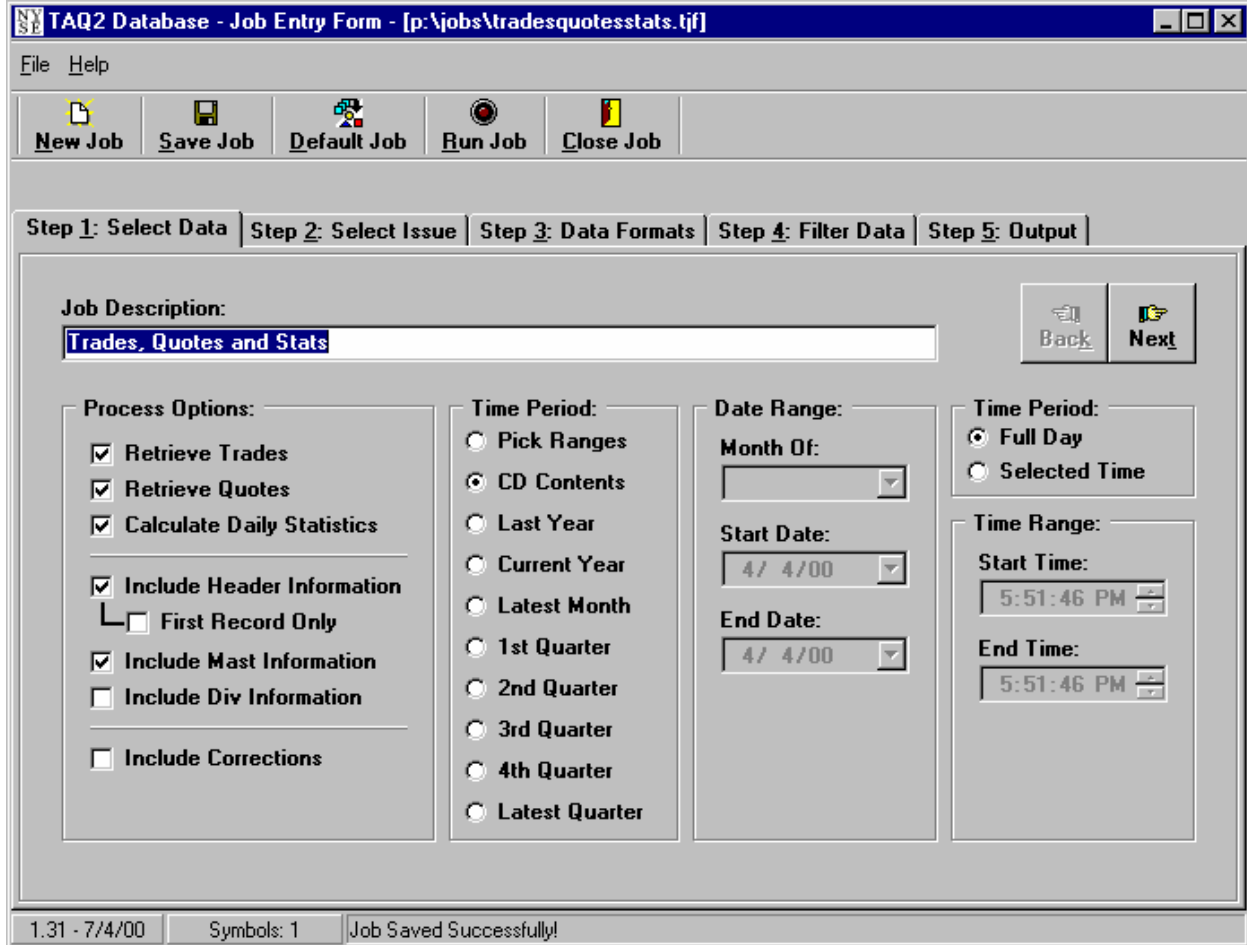 NY
SE
TAQ2 Database - Job Entry Form - [p:\jobs\tradesquotesstats.tjf]
File Help
New Job Save Job Default Job Run Job Close Job
Step 1: Select Data Step 2: Select Issue Step 3: Data Formats Step 4: Filter Data Step 5: Output
Job Description:
Trades, Quotes and Stats
Back Next
Process Options:
Retrieve Trades
Retrieve Quotes
Calculate Daily Statistics
Include Header Information
First Record Only
Include Mast Information
Include Div Information
Include Corrections
Time Period:
Pick Ranges
CD Contents
Last Year
Current Year
Latest Month
1st Quarter
2nd Quarter
3rd Quarter
4th Quarter
Latest Quarter
Date Range:
Month Of:
Start Date:
4/ 4/00
End Date:
4/ 4/00
Time Period:
Full Day
Selected Time
Time Range:
Start Time:
5:51:46 PM
End Time:
5:51:46 PM
1.31 - 7/4/00 Symbols: 1 Job Saved Successfully!